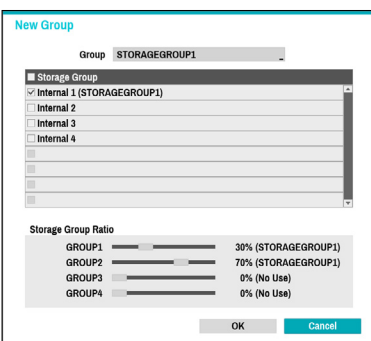 New Group
Group STORAGEGROUP1
Storage Group
Internal 1 (STORAGEGROUP1)
Internal 2
Internal 3
Internal 4
Storage Group Ratio
GROUP1 30% (STORAGEGROUP1)
GROUP2 70% (STORAGEGROUP1)
GROUP3 0% (No Use)
GROUP4 0% (No Use)
OK Cancel